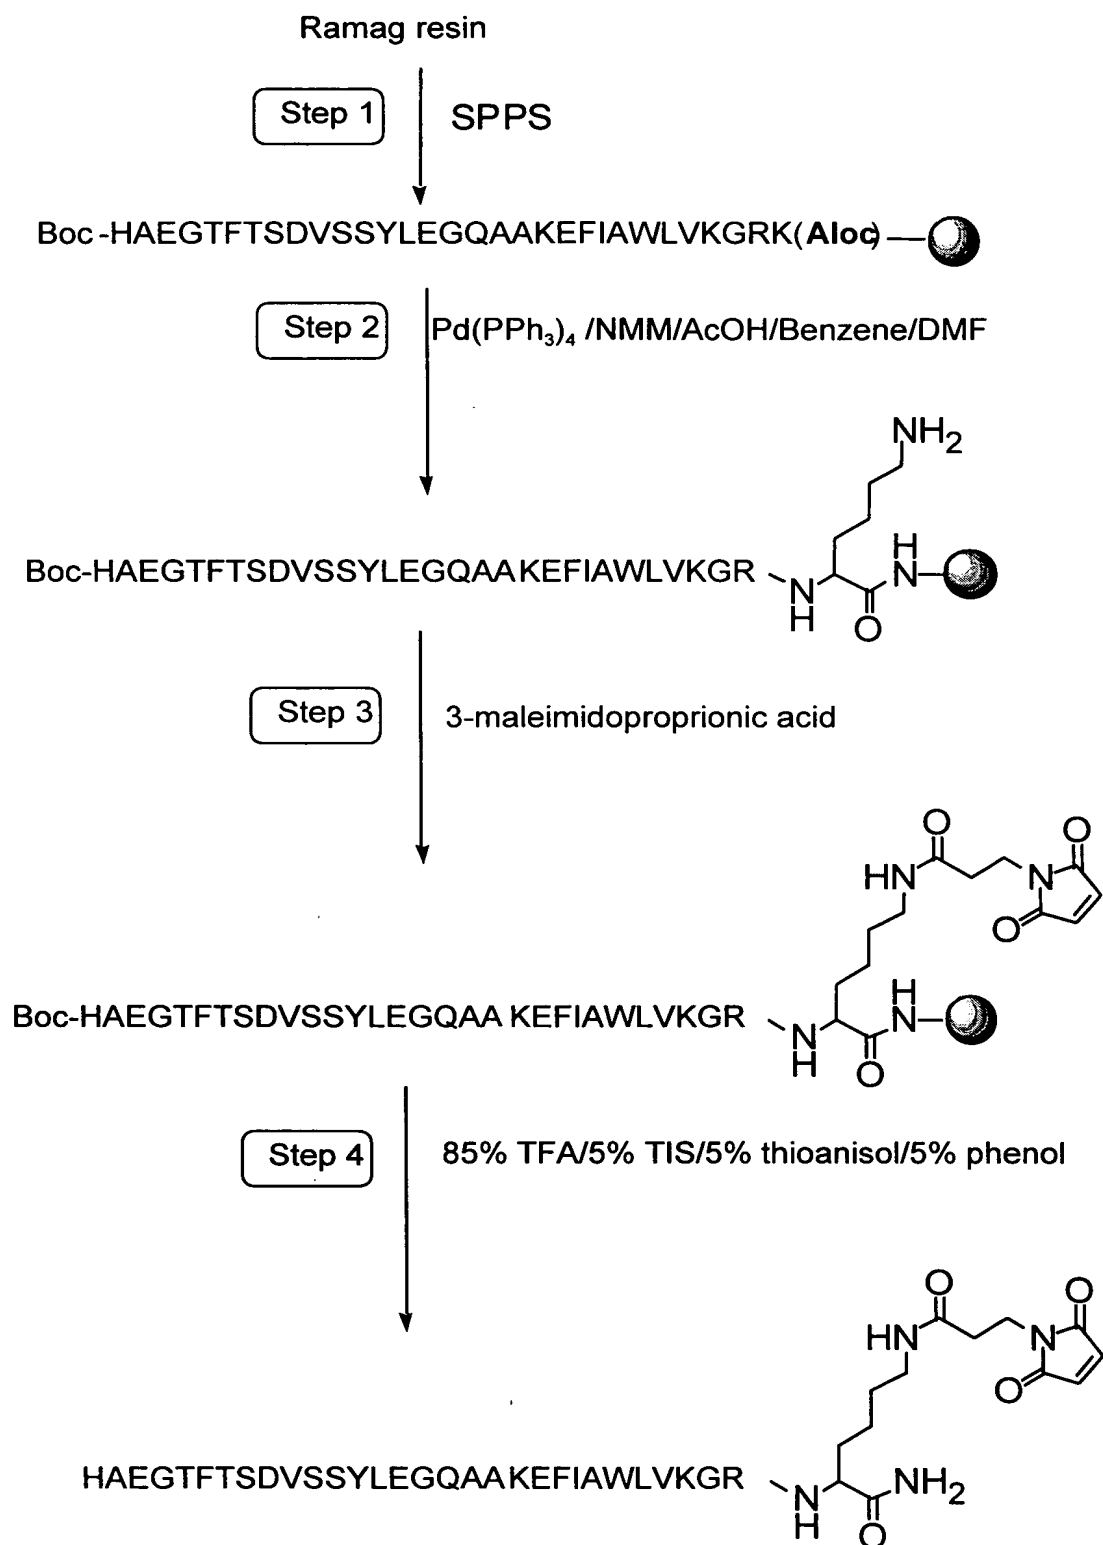 Ramag resin
Step 1
SPPS
Boc-HAEGTFTSDVSSYLEGQAAKEFIAWLVKGRK(Aloc)
Step 2
Pd(PPh₃)₄ /NMM/AcOH/Benzene/DMF
NH₂
Boc-HAEGTFTSDVSSYLEGQAAKEFIAWLVKGR
N
H
O
H
N
Step 3
3-maleimidoproprionic acid
O
HN
N
O
O
Boc-HAEGTFTSDVSSYLEGQAA KEFIAWLVKGR
N
H
O
H
N
Step 4
85% TFA/5% TIS/5% thioanisol/5% phenol
O
HN
N
O
O
HAEGTFTSDVSSYLEGQAAKEFIAWLVKGR
N
H
O
NH₂